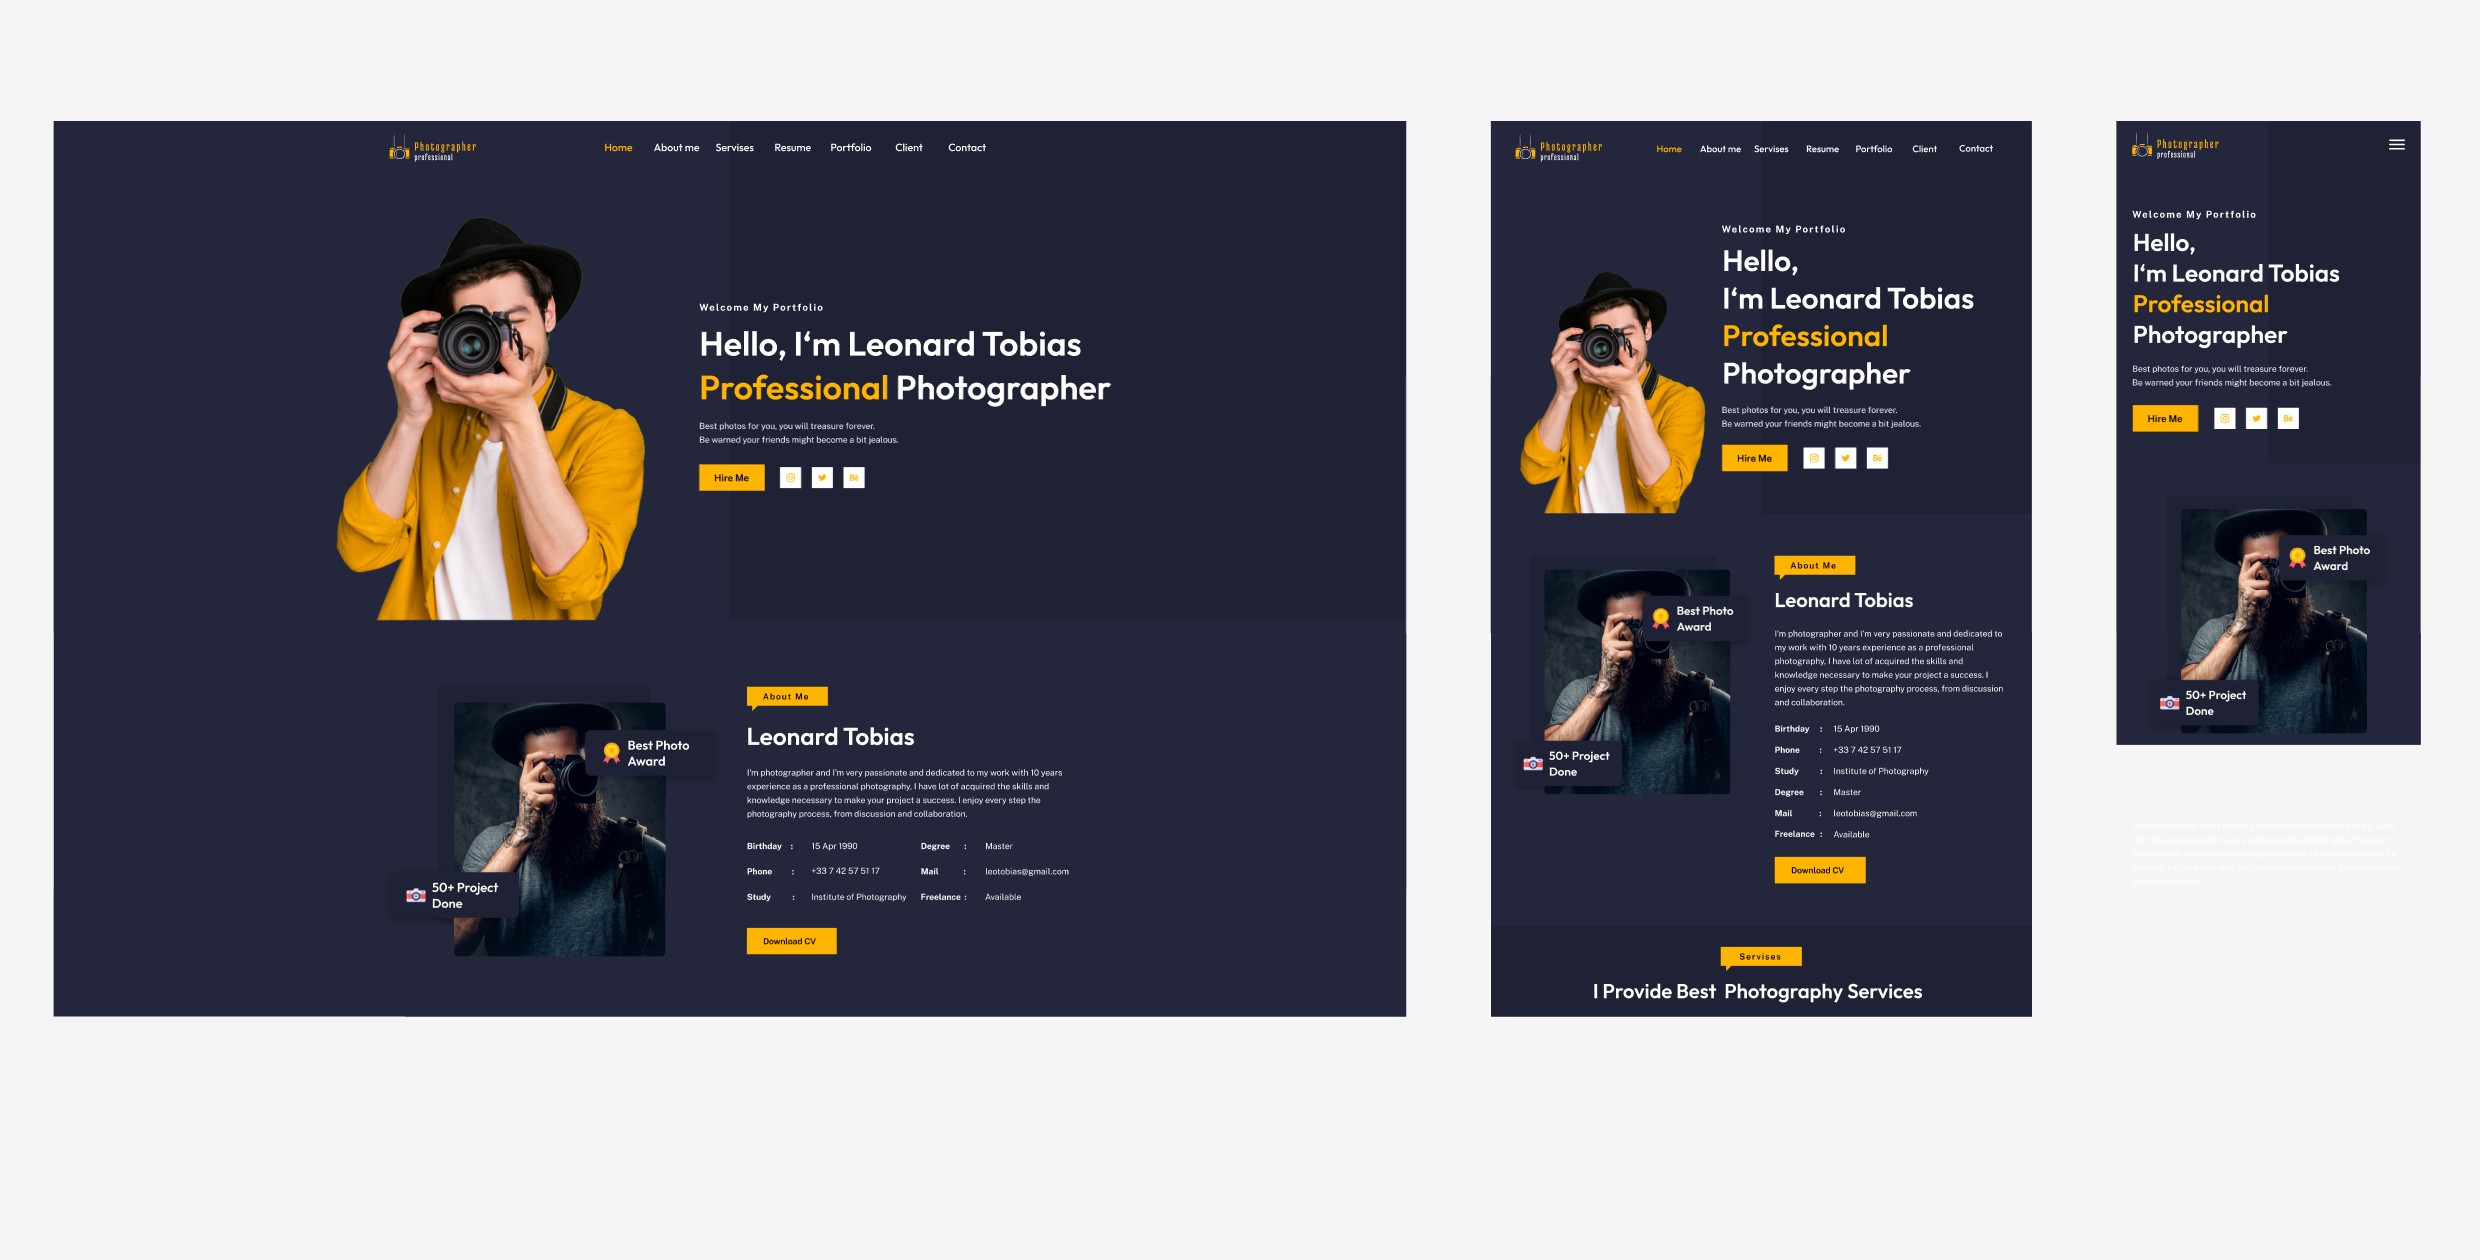 Photographer
professional
Home About me Servises Resume Portfolio Client Contact
Welcome My Portfolio
Hello, I‘m Leonard Tobias
Professional Photographer
Best photos for you, you will treasure forever.
Be warned your friends might become a bit jealous.
Hire Me
Bē
Best Photo
Award
50+ Project
Done
About Me
Leonard Tobias
I'm photographer and I'm very passionate and dedicated to my work with 10 years
experience as a professional photography, I have lot of acquired the skills and
knowledge necessary to make your project a success. I enjoy every step the
photography process, from discussion and collaboration.
Birthday : 15 Apr 1990 Degree : Master
Phone : +33 7 42 57 51 17 Mail : leotobias@gmail.com
Study : Institute of Photography Freelance : Available
Download CV
Photographer
professional
Home About me Servises Resume Portfolio Client Contact
Welcome My Portfolio
Hello,
I‘m Leonard Tobias
Professional
Photographer
Best photos for you, you will treasure forever.
Be warned your friends might become a bit jealous.
Hire Me
Bē
Best Photo
Award
50+ Project
Done
About Me
Leonard Tobias
I'm photographer and I'm very passionate and dedicated to
my work with 10 years experience as a professional
photography, I have lot of acquired the skills and
knowledge necessary to make your project a success. I
enjoy every step the photography process, from discussion
and collaboration.
Birthday : 15 Apr 1990
Phone : +33 7 42 57 51 17
Study : Institute of Photography
Degree : Master
Mail : leotobias@gmail.com
Freelance : Available
Download CV
Servises
I Provide Best Photography Services
Photographer
professional
Welcome My Portfolio
Hello,
I‘m Leonard Tobias
Professional
Photographer
Best photos for you, you will treasure forever.
Be warned your friends might become a bit jealous.
Hire Me
Bē
Best Photo
Award
50+ Project
Done